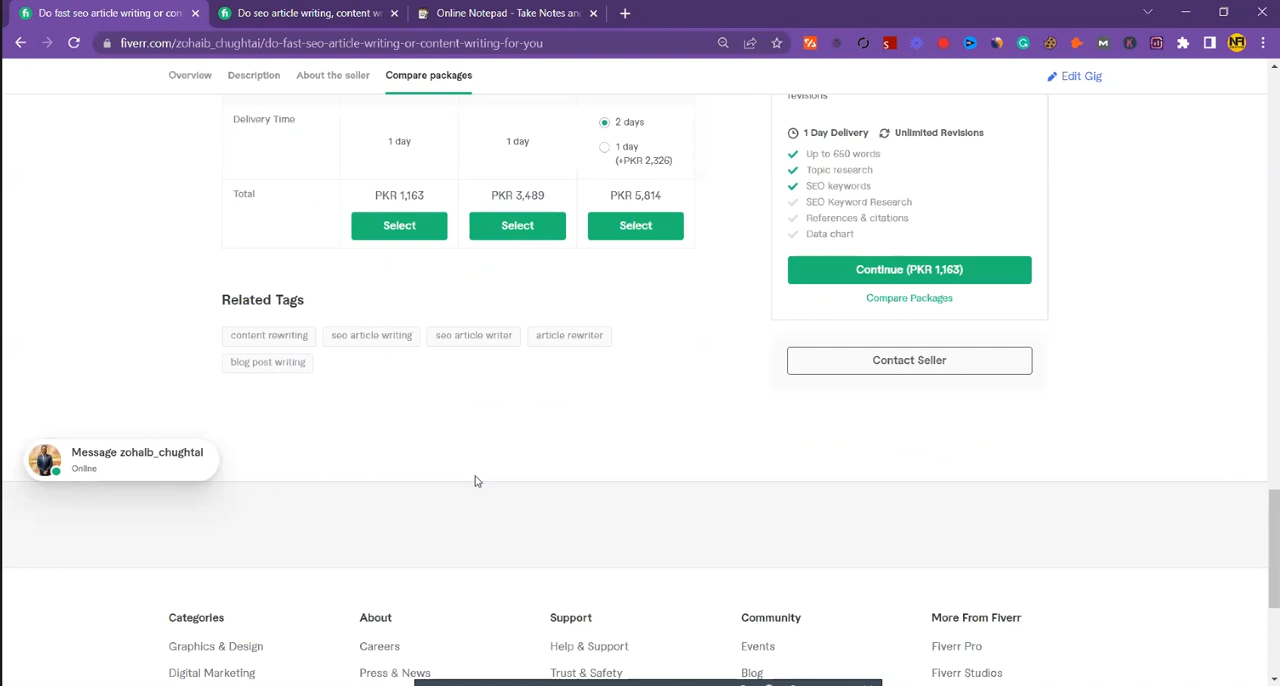 Do fast seo article writing or con
Do seo article writing, content w
Online Notepad - Take Notes an
fiverr.com/zohaib_chughtai/do-fast-seo-article-writing-or-content-writing-for-you
Overview
Description
About the seller
Compare packages
Edit Gig
revisions
Delivery Time
1 day
1 day
2 days
1 day
(+PKR 2,326)
Total
PKR 1,163
PKR 3,489
PKR 5,814
Select
Select
Select
1 Day Delivery
Unlimited Revisions
Up to 650 words
Topic research
SEO keywords
SEO Keyword Research
References & citations
Data chart
Continue (PKR 1,163)
Compare Packages
Contact Seller
Related Tags
content rewriting
seo article writing
seo article writer
article rewriter
blog post writing
Message zohaib_chughtai
Online
Categories
About
Support
Community
More From Fiverr
Graphics & Design
Careers
Help & Support
Events
Fiverr Pro
Digital Marketing
Press & News
Trust & Safety
Blog
Fiverr Studios